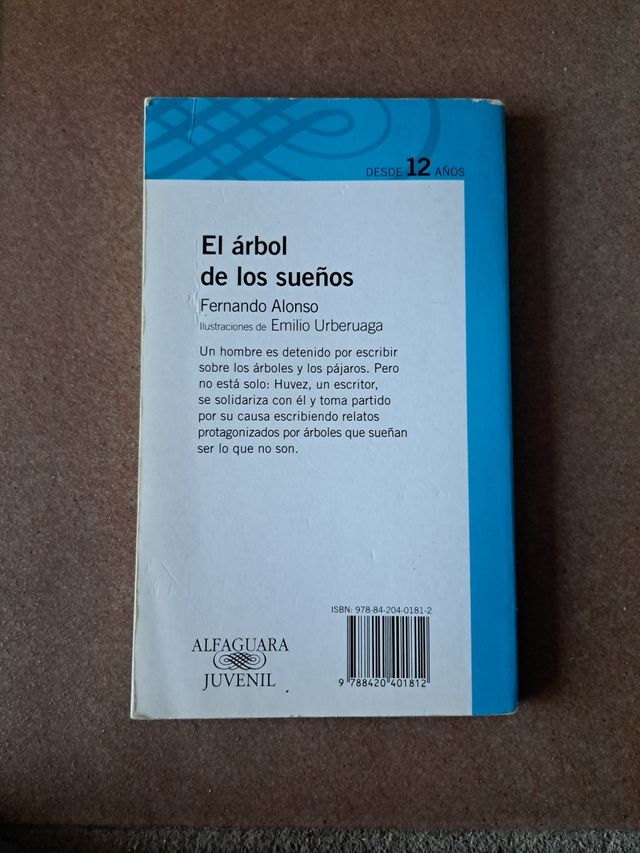 DESDE 12 AÑOS
El árbol
de los sueños
Fernando Alonso
Ilustraciones de Emilio Urberuaga
Un hombre es detenido por escribir
sobre los árboles y los pájaros. Pero
no está solo: Huvez, un escritor,
se solidariza con él y toma partido
por su causa escribiendo relatos
protagonizados por árboles que sueñan
ser lo que no son.
ISBN: 978-84-204-0181-2
ALFAGUARA
JUVENIL
9 788420 401812